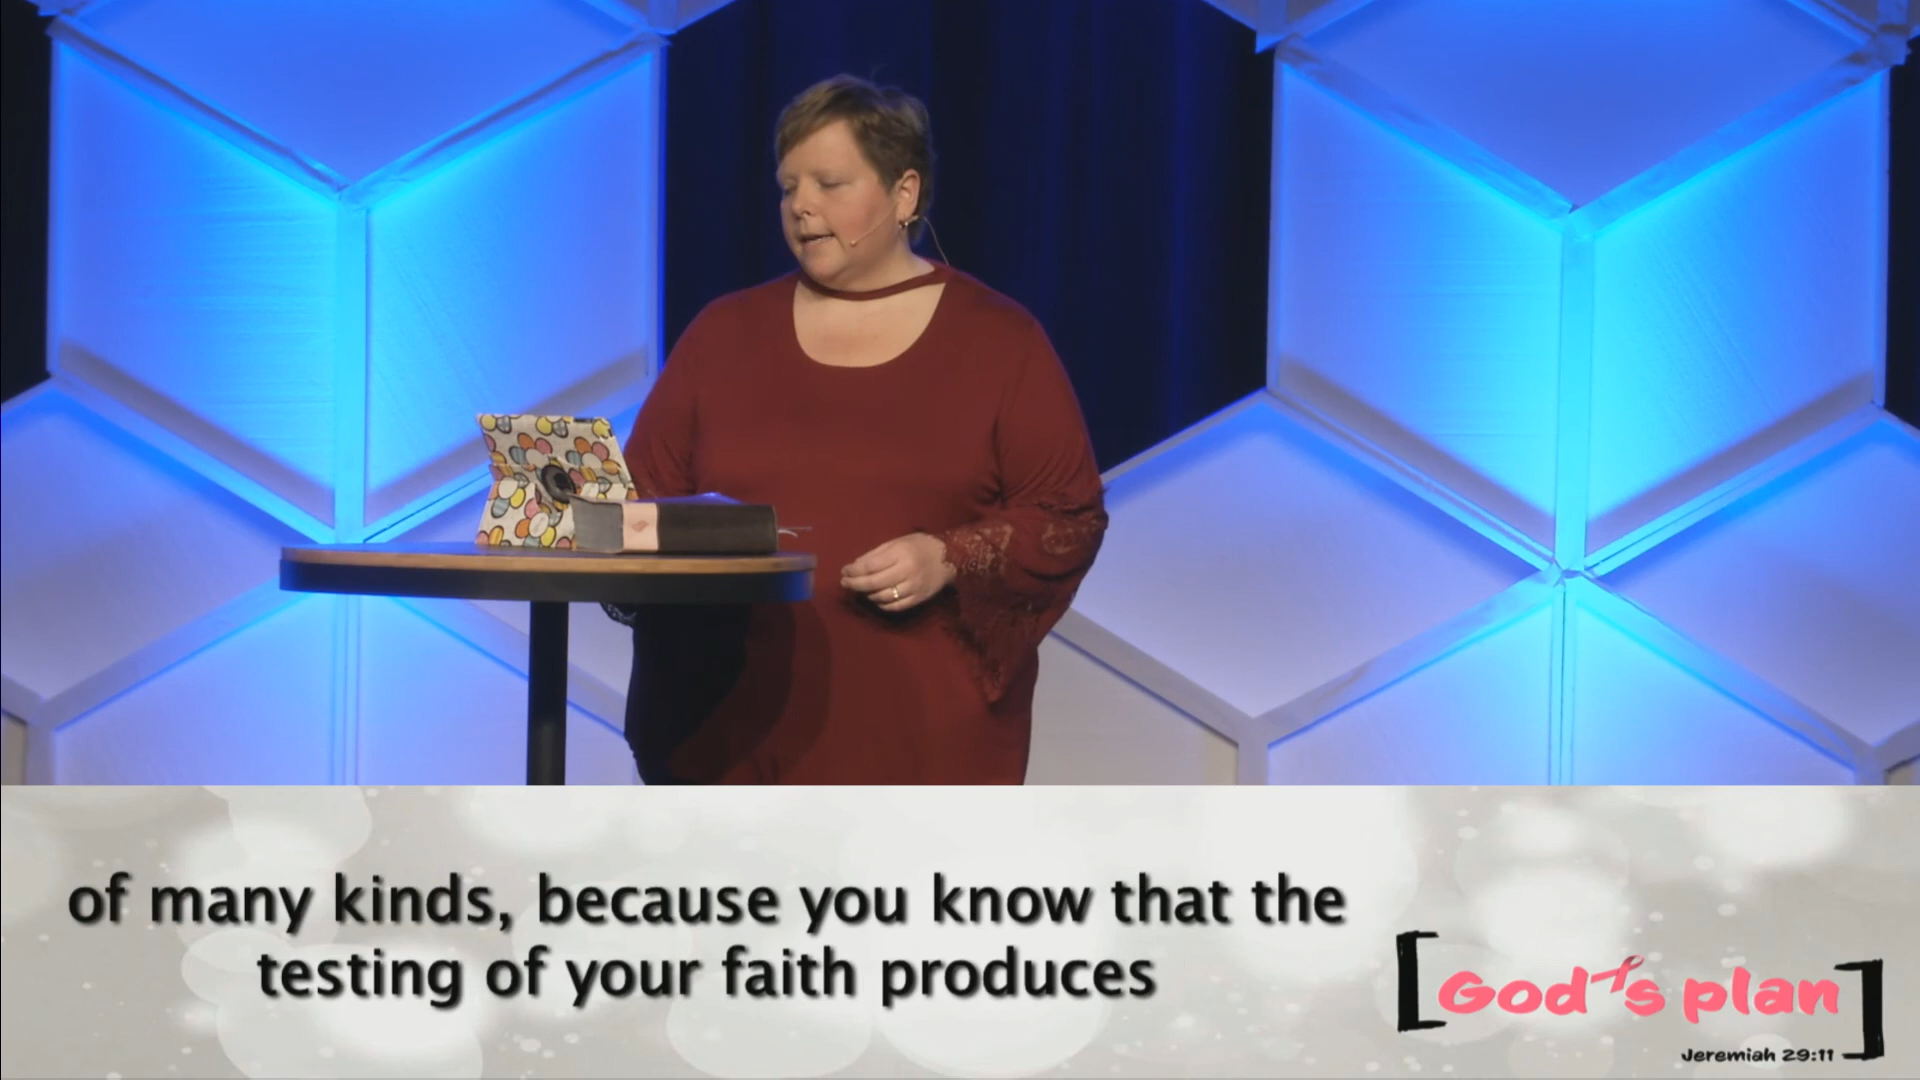 of many kinds, because you know that the
testing of your faith produces
[God's plan]
Jeremiah 29:11